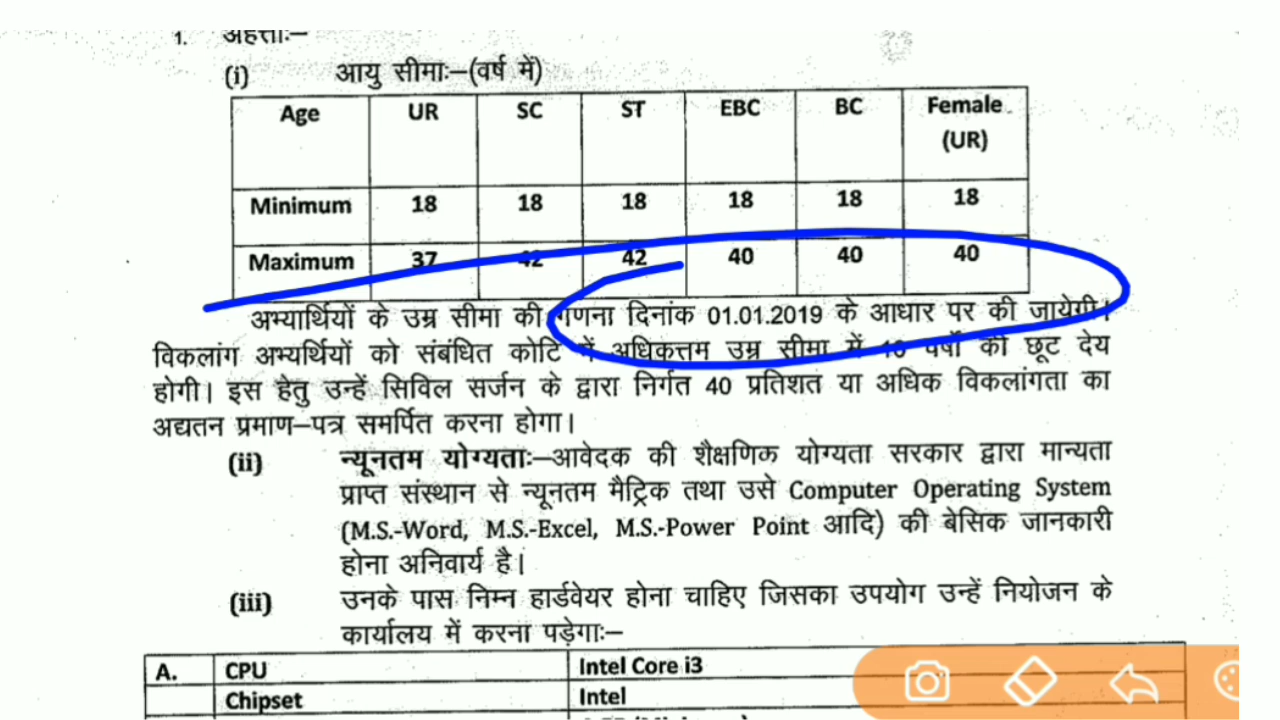 1. अर्हत्ताः–
(i) आयु सीमाः–(वर्ष में)
Age UR SC ST EBC BC Female (UR)
Minimum 18 18 18 18 18 18
Maximum 37 42 42 40 40 40
अभ्यार्थियों के उम्र सीमा की गणना दिनांक 01.01.2019 के आधार पर की जायेगी।
विकलांग अभ्यर्थियों को संबंधित कोटि में अधिकत्तम उम्र सीमा में 10 वर्षों की छूट देय
होगी। इस हेतु उन्हें सिविल सर्जन के द्वारा निर्गत 40 प्रतिशत या अधिक विकलांगता का
अद्यतन प्रमाण–पत्र समर्पित करना होगा।
(ii) न्यूनतम योग्यताः–आवेदक की शैक्षणिक योग्यता सरकार द्वारा मान्यता
प्राप्त संस्थान से न्यूनतम मैट्रिक तथा उसे Computer Operating System
(M.S.-Word, M.S.-Excel, M.S.-Power Point आदि) की बेसिक जानकारी
होना अनिवार्य है।
(iii) उनके पास निम्न हार्डवेयर होना चाहिए जिसका उपयोग उन्हें नियोजन के
कार्यालय में करना पड़ेगाः–
A. CPU Intel Core i3
Chipset Intel